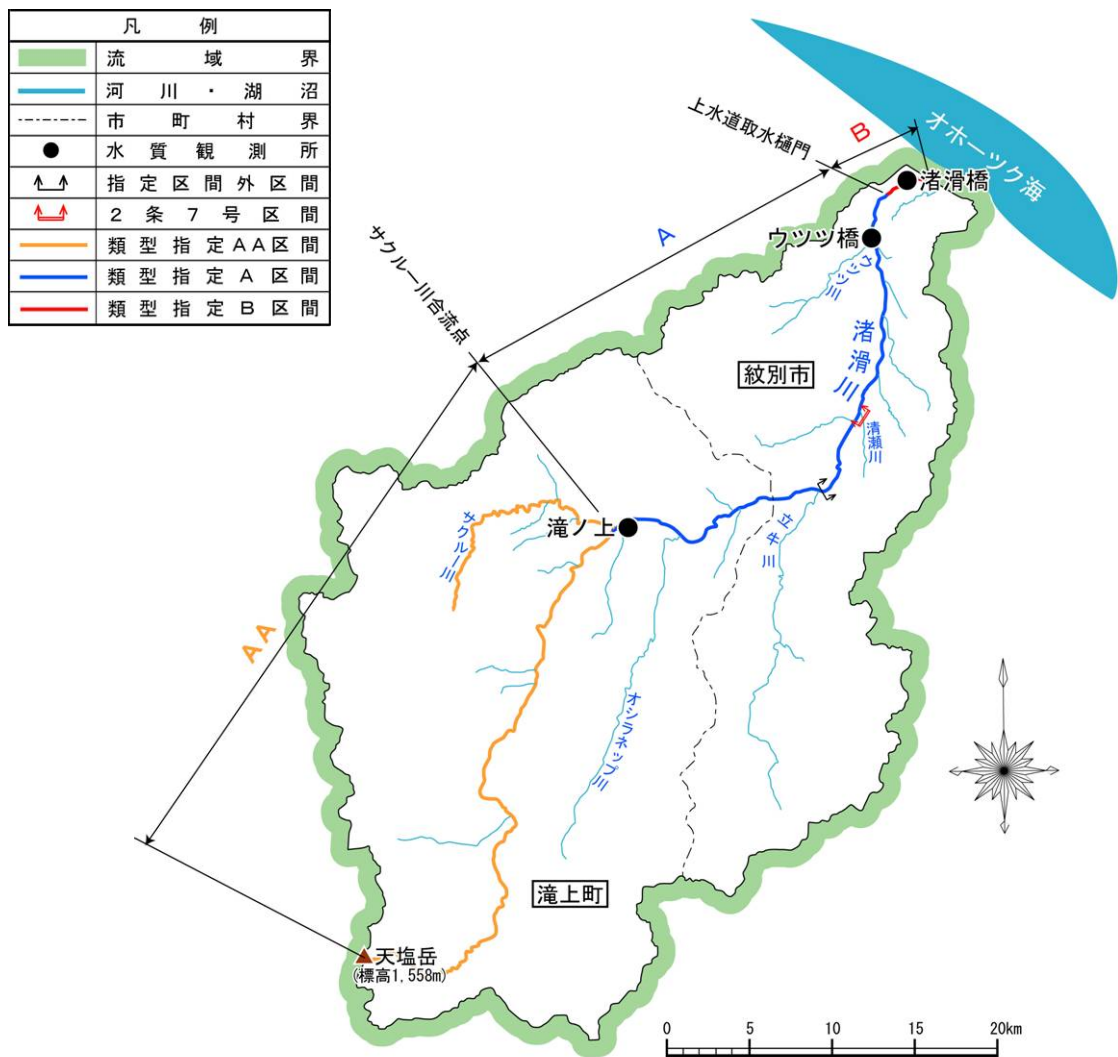 凡例
流域界
河川・湖沼
市町村界
水質観測所
指定区間外区間
2条7号区間
類型指定AA区間
類型指定A区間
類型指定B区間
オホーツク海
上水道取水樋門
B
渚滑橋
ウツツ橋
A
ウツツ川
サクルー川合流点
渚滑川
紋別市
清瀬川
滝ノ上
サクルー川
立牛川
AA
オシラネップ川
滝上町
天塩岳
(標高1,558m)
0 5 10 15 20km